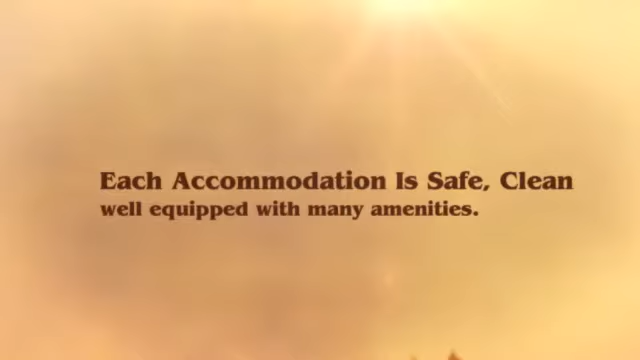 Each Accommodation Is Safe, Clean
well equipped with many amenities.